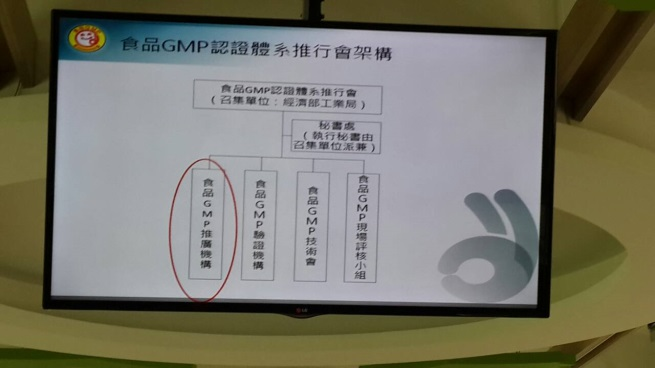 食品GMP認證體系推行會架構
食品GMP認證體系推行會
（召集單位：經濟部工業局）
秘書處
（執行秘書由
召集單位派兼）
食品GMP推廣機構
食品GMP驗證機構
食品GMP技術會
食品GMP現場評核小組
LG